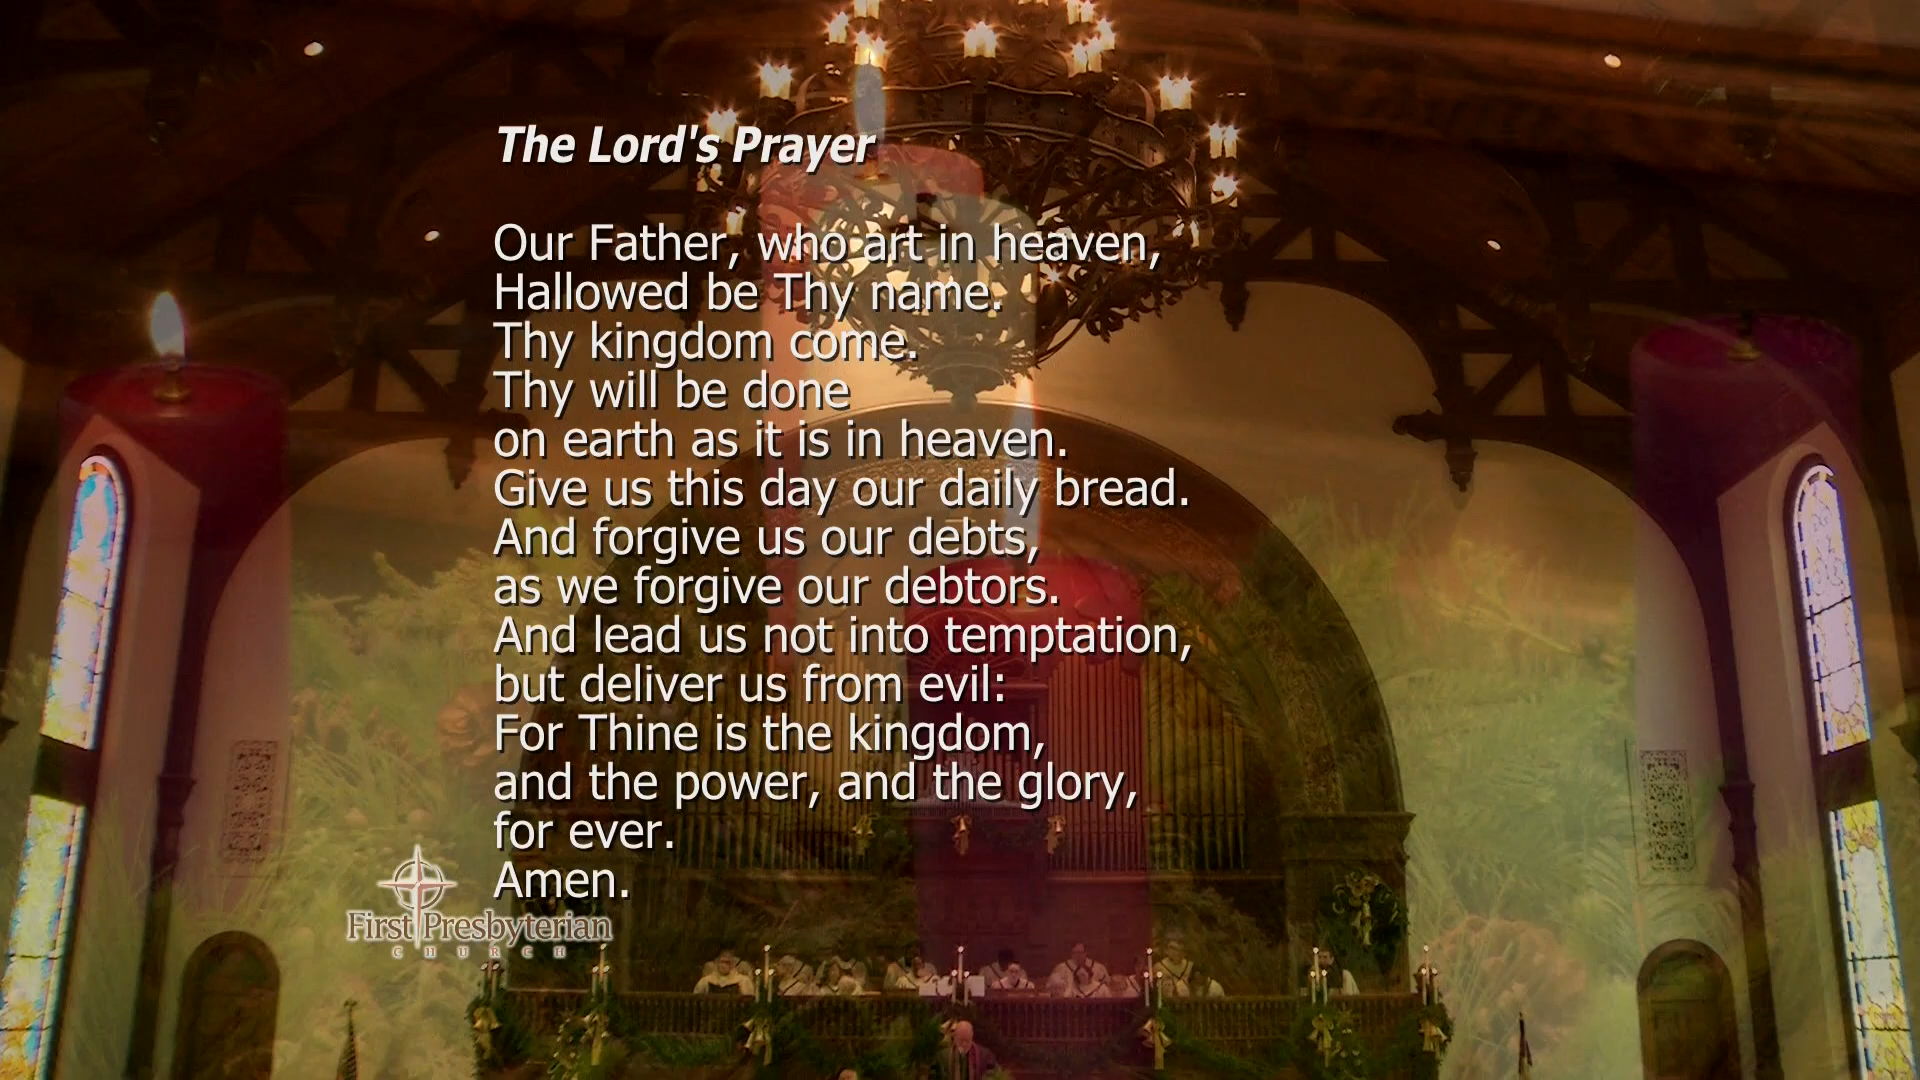 The Lord's Prayer
Our Father, who art in heaven,
Hallowed be Thy name.
Thy kingdom come.
Thy will be done
on earth as it is in heaven.
Give us this day our daily bread.
And forgive us our debts,
as we forgive our debtors.
And lead us not into temptation,
but deliver us from evil:
For Thine is the kingdom,
and the power, and the glory,
for ever.
Amen.
First Presbyterian
CHURCH